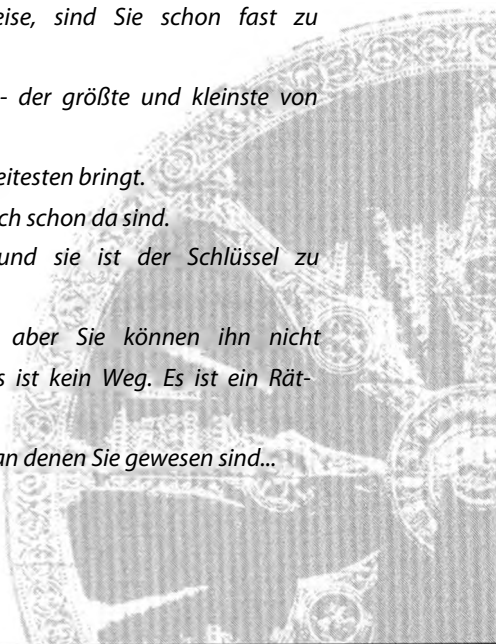 eise, sind Sie schon fast zu
- der größte und kleinste von
eitesten bringt.
ch schon da sind.
und sie ist der Schlüssel zu
aber Sie können ihn nicht
s ist kein Weg. Es ist ein Rät-
an denen Sie gewesen sind...